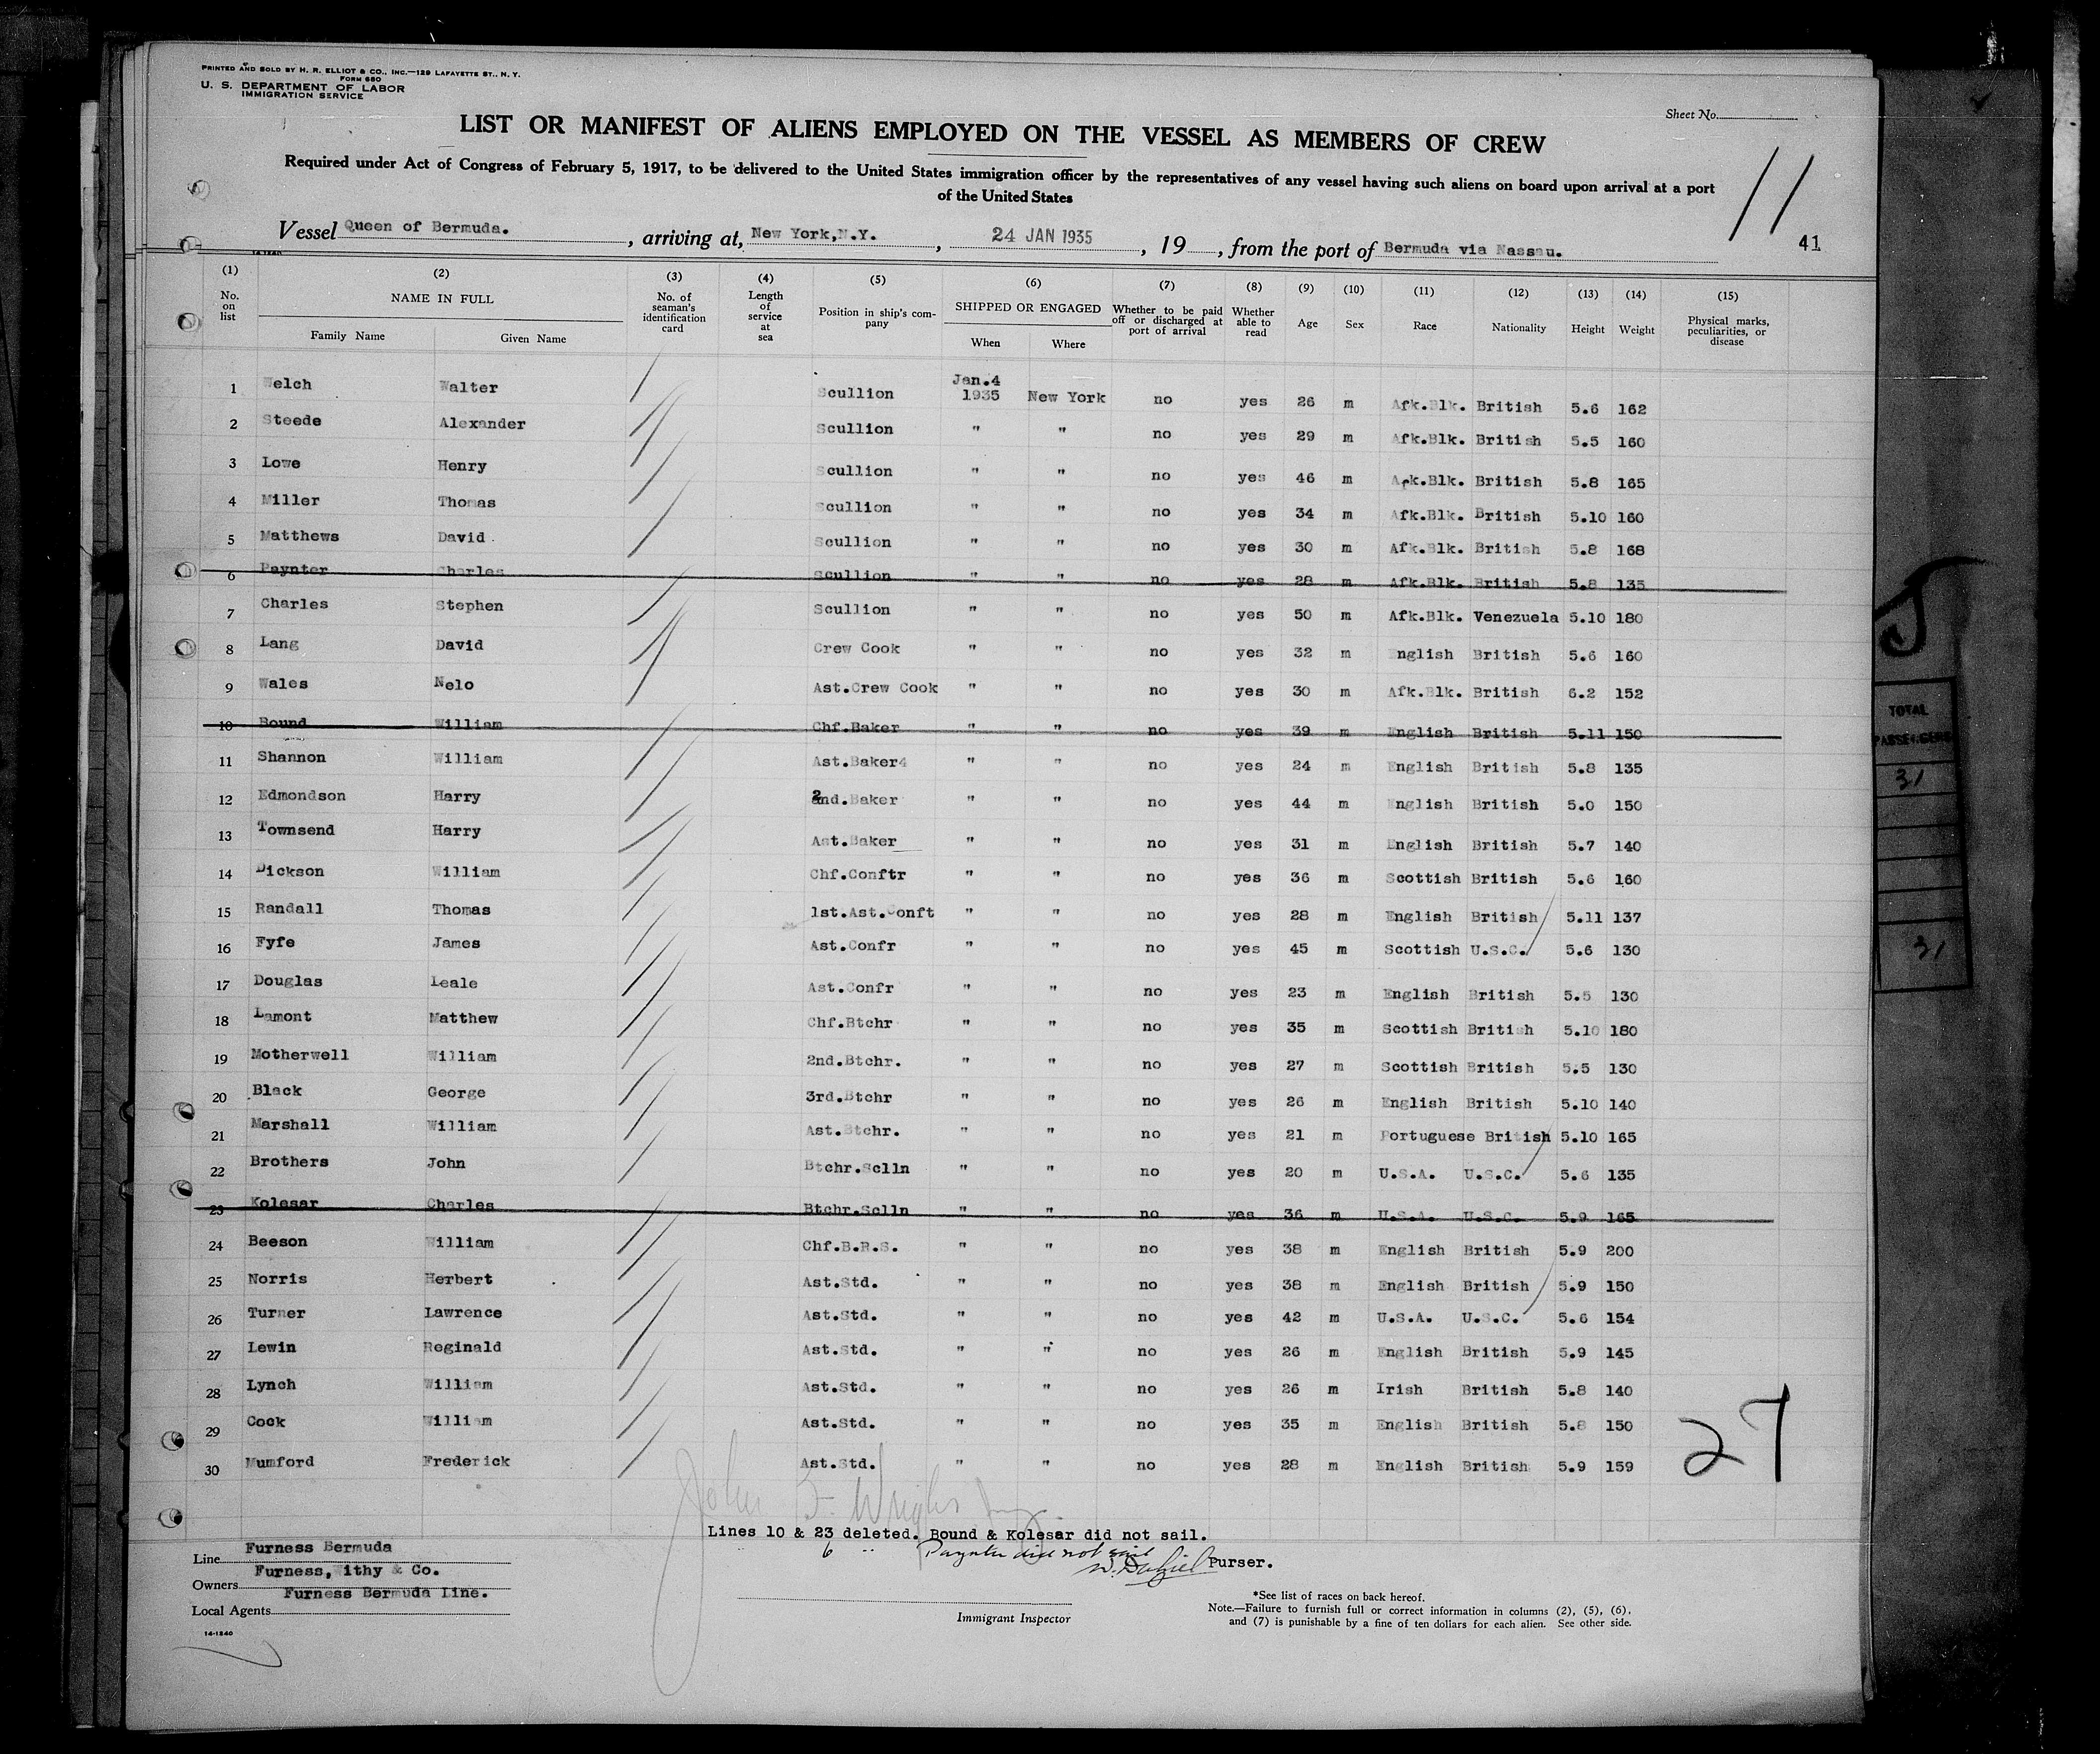 PRINTED AND SOLD BY H. R. ELLIOT & CO., INC.—129 LAFAYETTE ST., N. Y.
FORM 680
U. S. DEPARTMENT OF LABOR
IMMIGRATION SERVICE
Sheet No.
LIST OR MANIFEST OF ALIENS EMPLOYED ON THE VESSEL AS MEMBERS OF CREW
Required under Act of Congress of February 5, 1917, to be delivered to the United States immigration officer by the representatives of any vessel having such aliens on board upon arrival at a port
of the United States
11
Vessel Queen of Bermuda. , arriving at, New York,N.Y. , 24 JAN 1935 , 19 , from the port of Bermuda via Nassau.
41
14-1240
(1) (2) (3) (4) (5) (6) (7) (8) (9) (10) (11) (12) (13) (14) (15)
No. on list NAME IN FULL Family Name Given Name No. of seaman's identification card Length of service at sea Position in ship's company SHIPPED OR ENGAGED When Where Whether to be paid off or discharged at port of arrival Whether able to read Age Sex Race Nationality Height Weight Physical marks, peculiarities, or disease
1 Welch Walter Scullion Jan.4 1935 New York no yes 26 m Afk.Blk. British 5.6 162
2 Steede Alexander Scullion " " no yes 29 m Afk.Blk. British 5.5 160
3 Lowe Henry Scullion " " no yes 46 m Afk.Blk. British 5.8 165
4 Miller Thomas Scullion " " no yes 34 m Afk.Blk. British 5.10 160
5 Matthews David Scullion " " no yes 30 m Afk.Blk. British 5.8 168
6 Paynter Charles Scullion " " no yes 28 m Afk.Blk. British 5.8 135
7 Charles Stephen Scullion " " no yes 50 m Afk.Blk. Venezuela 5.10 180
8 Lang David Crew Cook " " no yes 32 m English British 5.6 160
9 Wales Nelo Ast.Crew Cook " " no yes 30 m Afk.Blk. British 6.2 152
10 Bound William Chf.Baker " " no yes 39 m English British 5.11 150
11 Shannon William Ast.Baker4 " " no yes 24 m English British 5.8 135
12 Edmondson Harry 2nd.Baker " " no yes 44 m English British 5.0 150
13 Townsend Harry Ast.Baker " " no yes 31 m English British 5.7 140
14 Dickson William Chf.Conftr " " no yes 36 m Scottish British 5.6 160
15 Randall Thomas 1st.Ast.Conft " " no yes 28 m English British 5.11 137
16 Fyfe James Ast.Confr " " no yes 45 m Scottish U.S.C. 5.6 130
17 Douglas Leale Ast.Confr " " no yes 23 m English British 5.5 130
18 Lamont Matthew Chf.Btchr " " no yes 35 m Scottish British 5.10 180
19 Motherwell William 2nd.Btchr. " " no yes 27 m Scottish British 5.5 130
20 Black George 3rd.Btchr " " no yes 26 m English British 5.10 140
21 Marshall William Ast.Btchr. " " no yes 21 m Portuguese British 5.10 165
22 Brothers John Btchr.Sclln " " no yes 20 m U.S.A. U.S.C. 5.6 135
23 Kolesar Charles Btchr.Sclln " " no yes 36 m U.S.A. U.S.C. 5.9 165
24 Beeson William Chf.B.R.S. " " no yes 38 m English British 5.9 200
25 Norris Herbert Ast.Std. " " no yes 38 m English British 5.9 150
26 Turner Lawrence Ast.Std. " " no yes 42 m U.S.A. U.S.C. 5.6 154
27 Lewin Reginald Ast.Std. " " no yes 26 m English British 5.9 145
28 Lynch William Ast.Std. " " no yes 26 m Irish British 5.8 140
29 Cock William Ast.Std. " " no yes 35 m English British 5.8 150
30 Mumford Frederick Ast.Std. " " no yes 28 m English British 5.9 159
27
John
Lines 10 & 23 deleted. Bound & Kolesar did not sail.
" 6 " Paynter did not sail
Purser.
Line Furness Bermuda
Owners Furness, Withy & Co.
Local Agents Furness Bermuda Line.
14-1240
Immigrant Inspector
*See list of races on back hereof.
Note.—Failure to furnish full or correct information in columns (2), (5), (6),
and (7) is punishable by a fine of ten dollars for each alien. See other side.
TOTAL
PASSENGERS
31
31